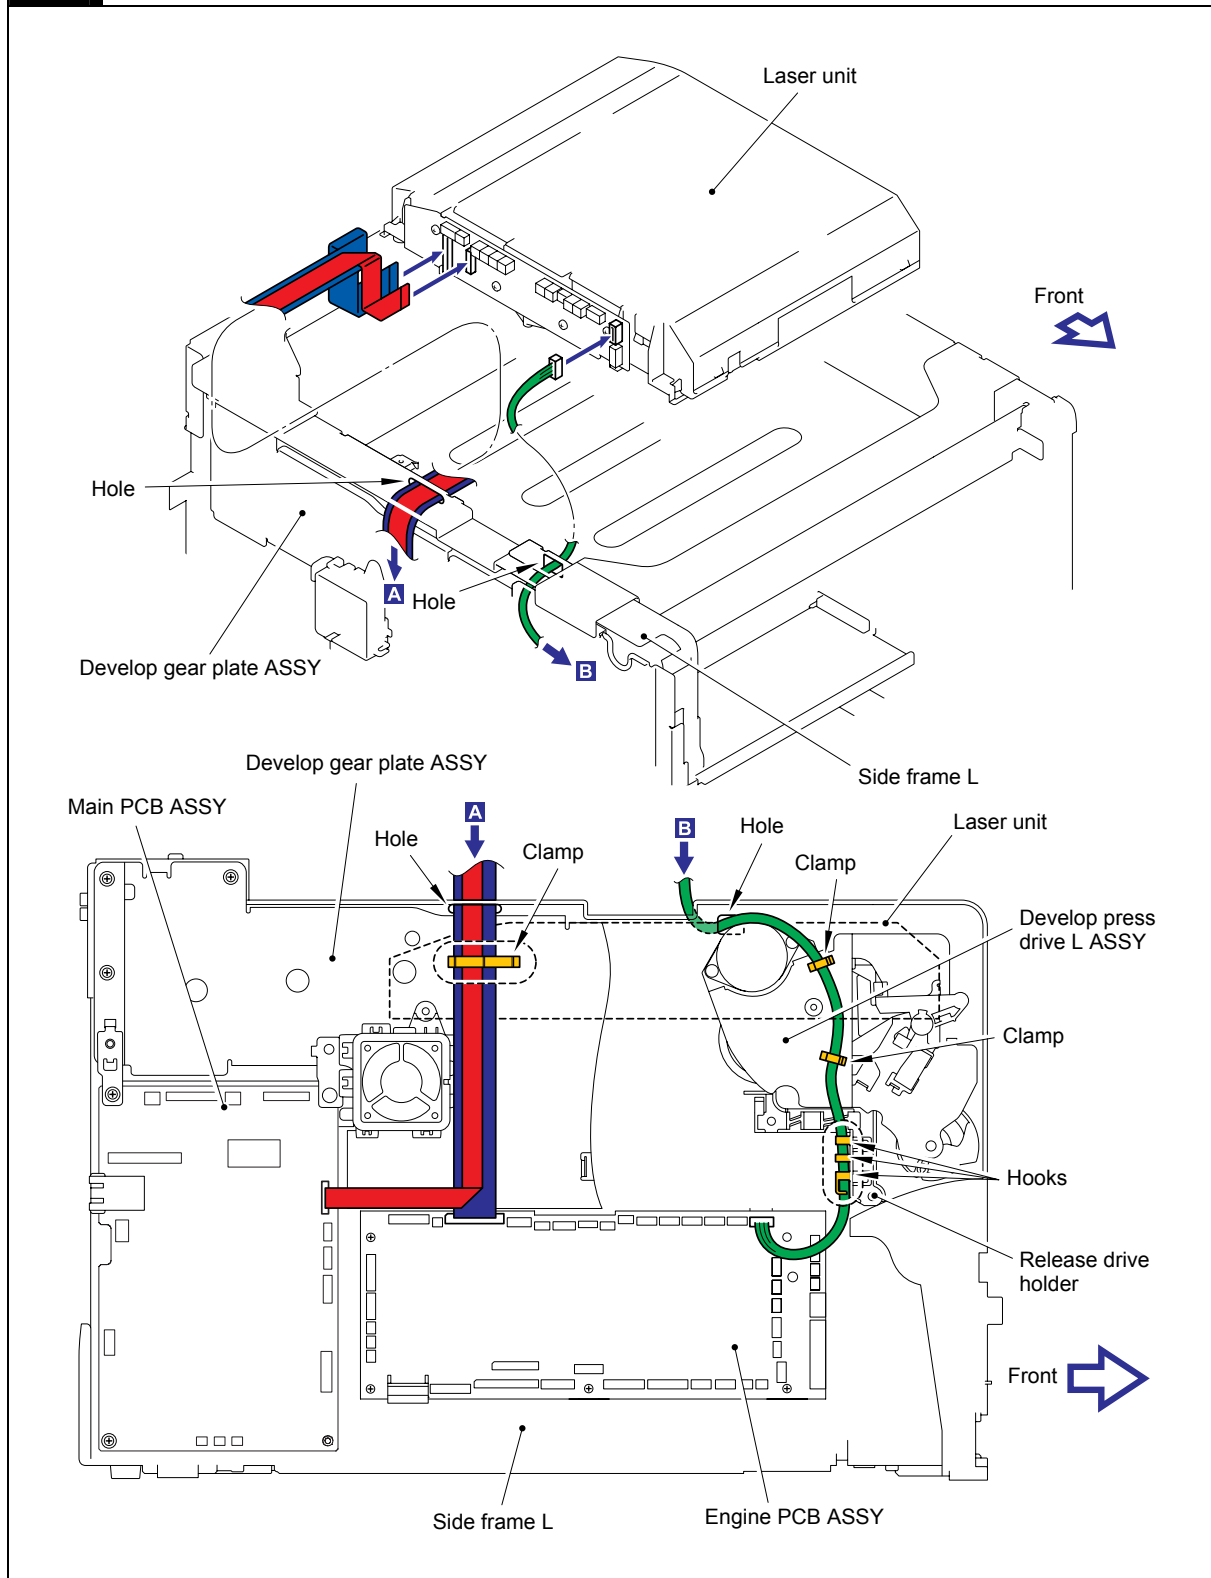 Laser unit
Front
Hole
A
Hole
Develop gear plate ASSY
B
Side frame L
Develop gear plate ASSY
Main PCB ASSY
A
Hole
Clamp
B
Hole
Laser unit
Clamp
Develop press
drive L ASSY
Clamp
Hooks
Release drive
holder
Front
Side frame L
Engine PCB ASSY